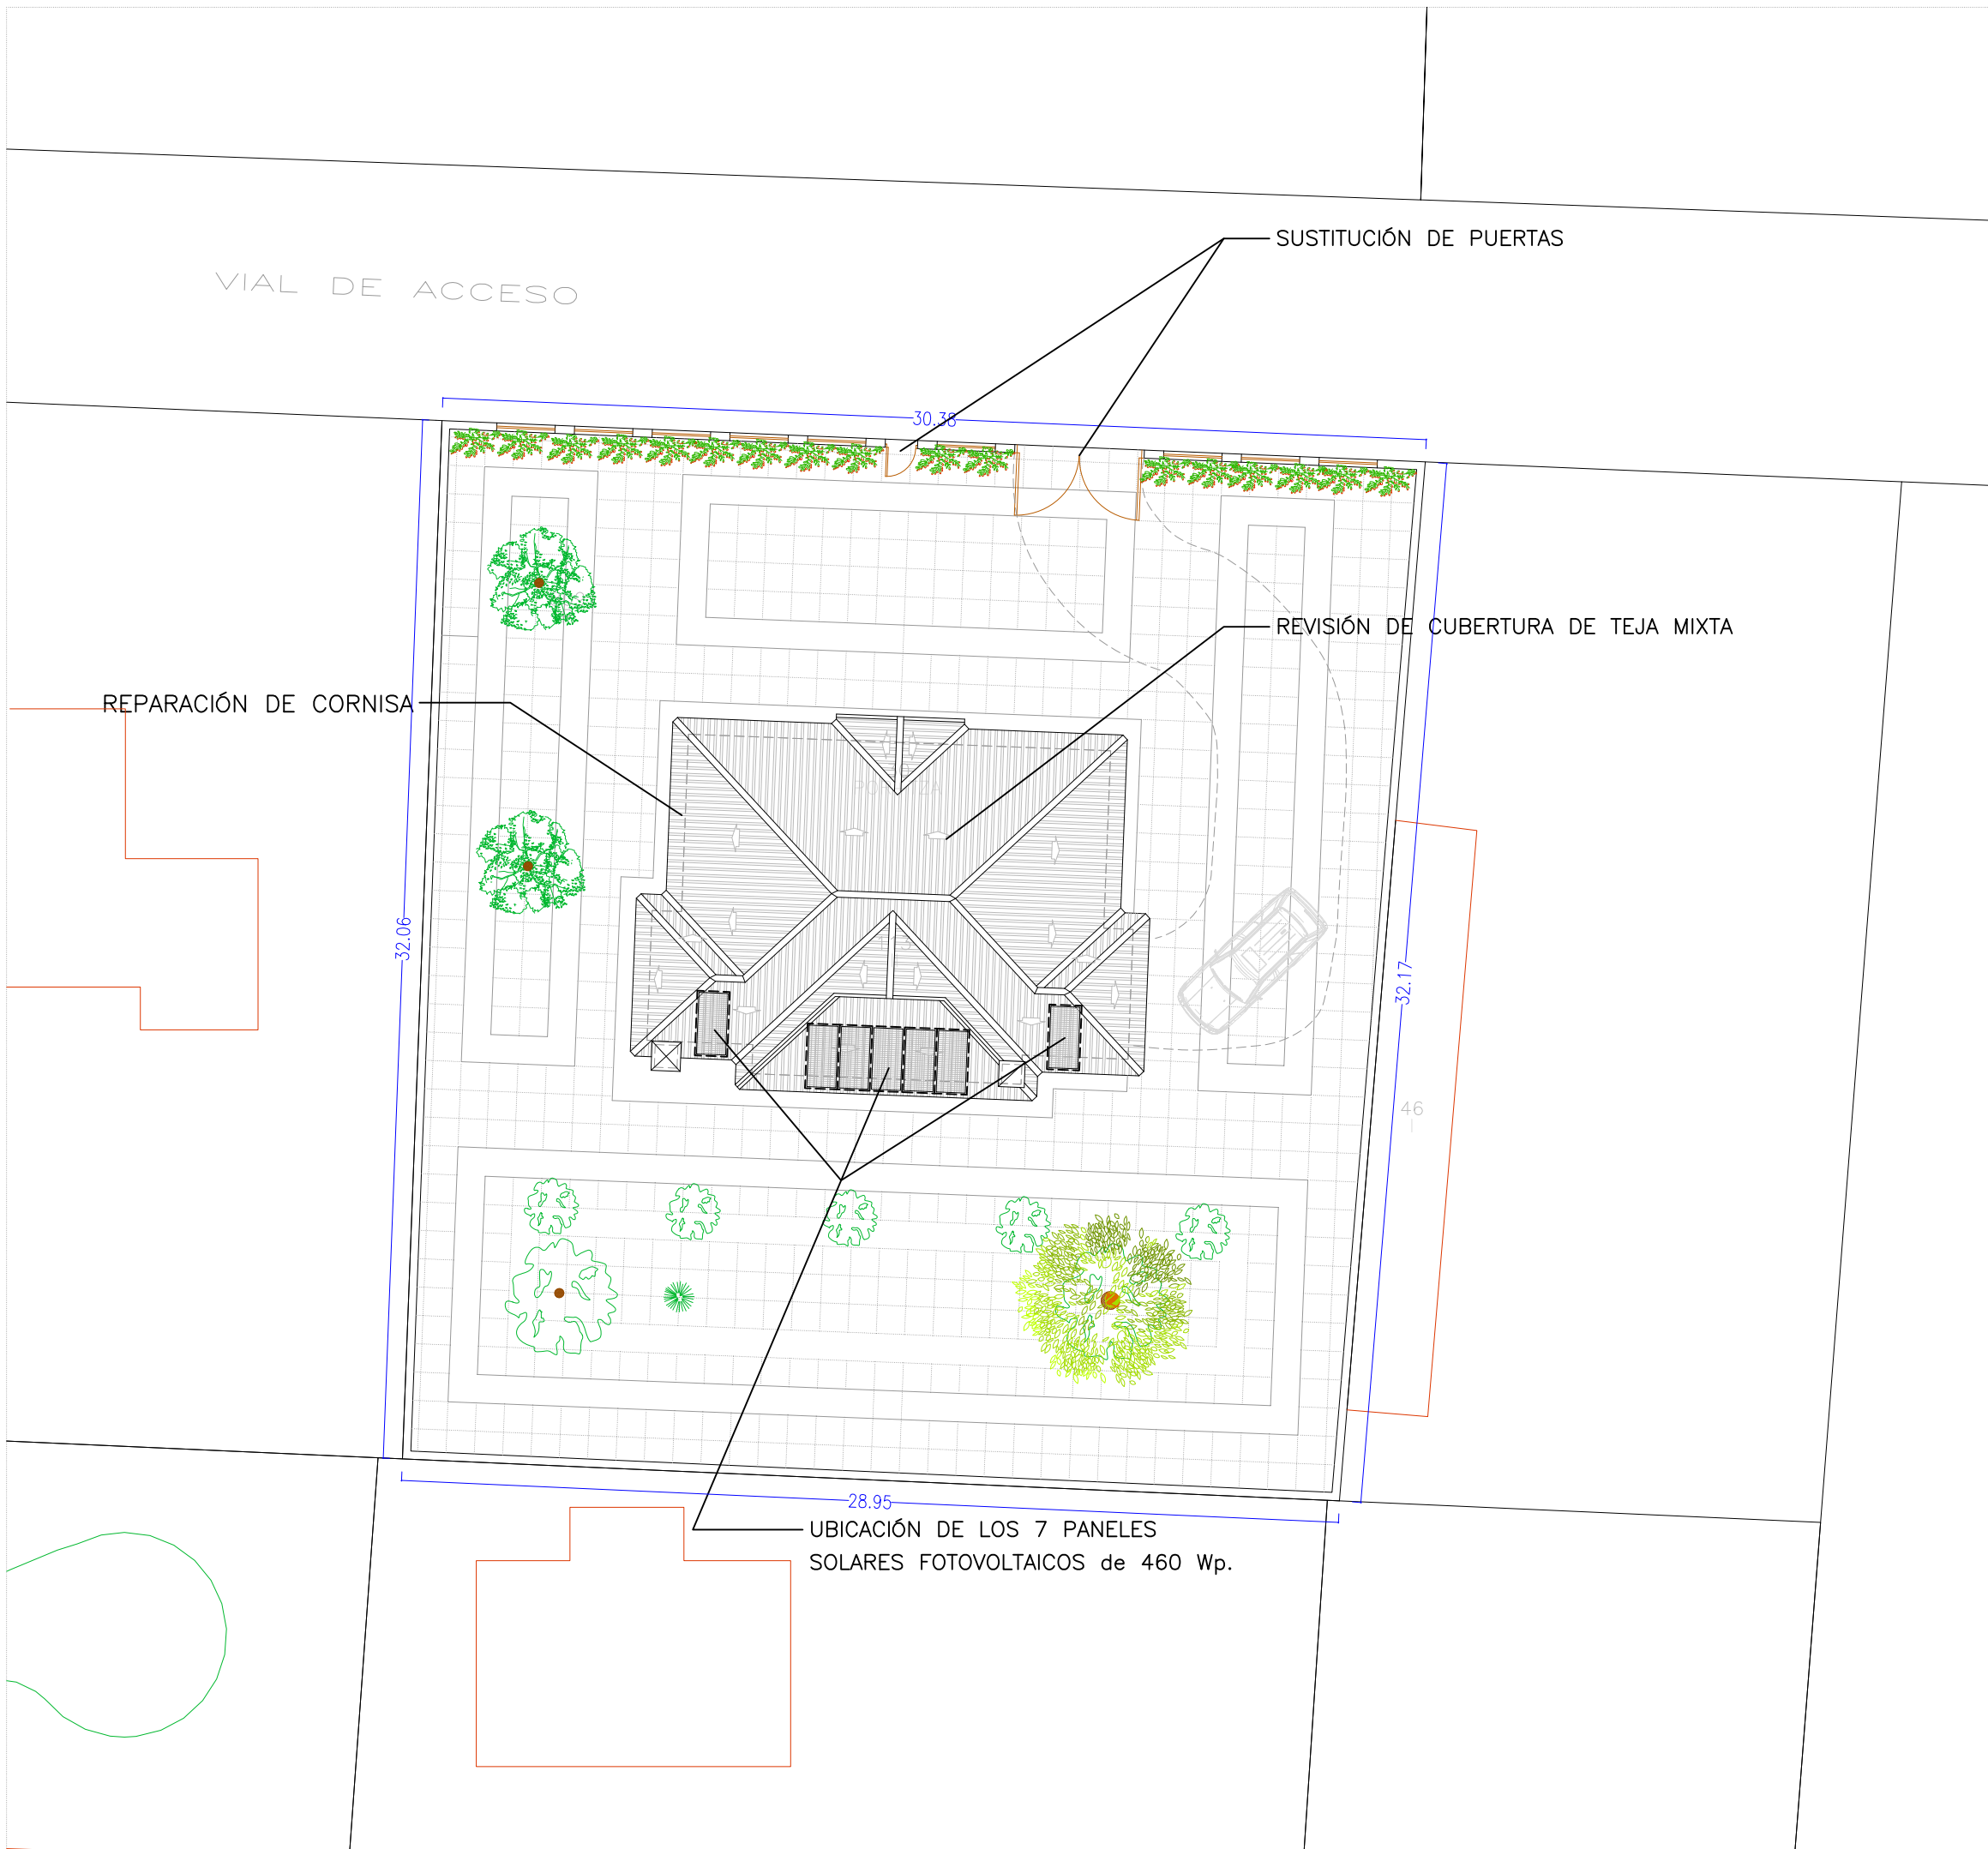 SUSTITUCIÓN DE PUERTAS
VIAL DE ACCESO
30.38
REVISIÓN DE CUBERTURA DE TEJA MIXTA
REPARACIÓN DE CORNISA
32.06
32.17
46
28.95
UBICACIÓN DE LOS 7 PANELES
SOLARES FOTOVOLTAICOS de 460 Wp.